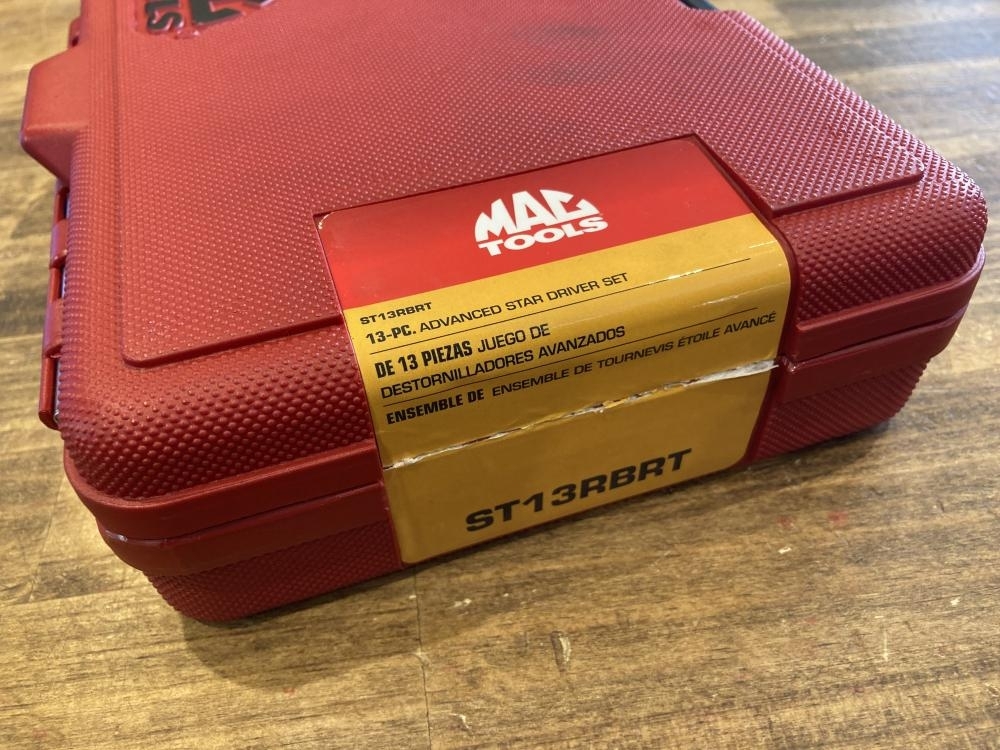 MAC
TOOLS
ST13RBRT
13-PC. ADVANCED STAR DRIVER SET
DE 13 PIEZAS JUEGO DE
DESTORNILLADORES AVANZADOS
ENSEMBLE DE ENSEMBLE DE TOURNEVIS ÉTOILE AVANCÉ
ST13RBRT